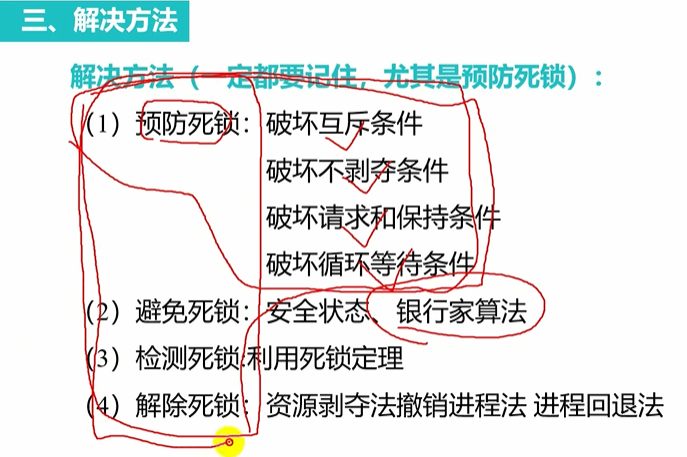 三、解决方法
解决方法（一定都要记住，尤其是预防死锁）：
（1）预防死锁：破坏互斥条件
破坏不剥夺条件
破坏请求和保持条件
破坏循环等待条件
（2）避免死锁：安全状态、银行家算法
（3）检测死锁:利用死锁定理
（4）解除死锁：资源剥夺法撤销进程法 进程回退法